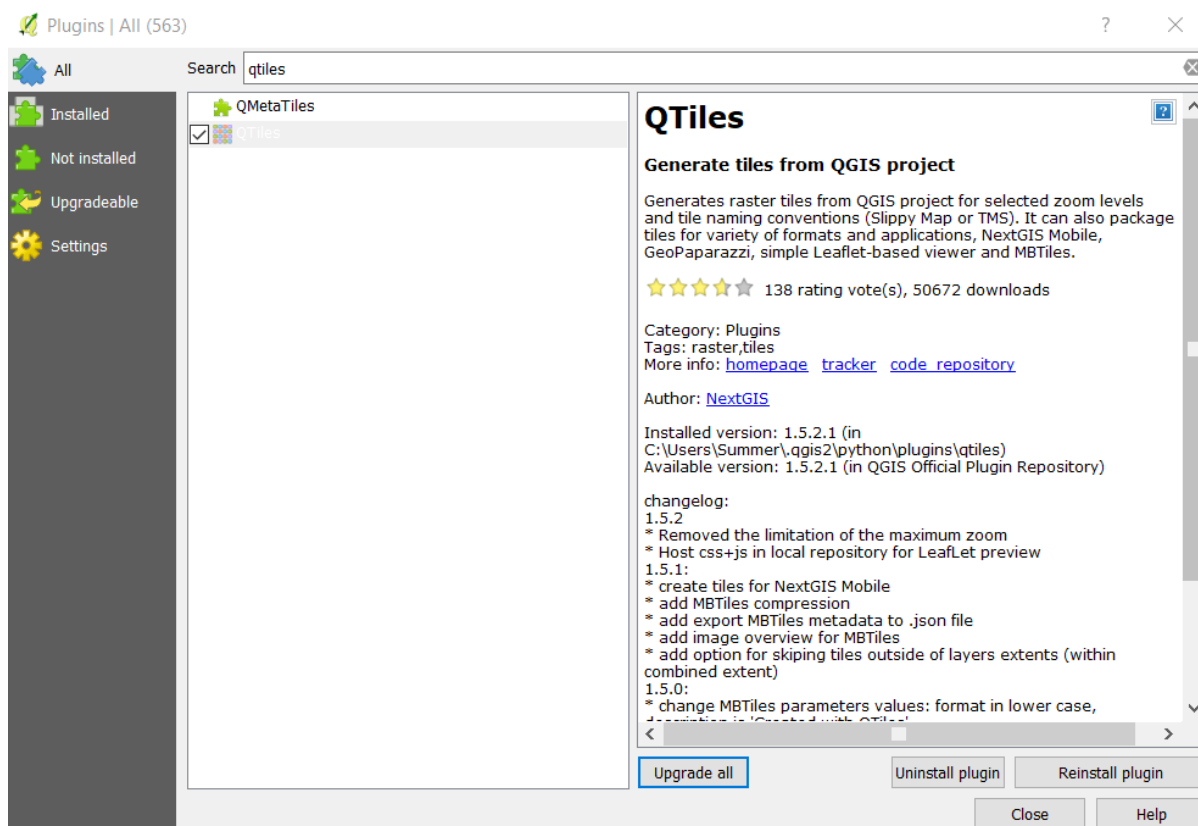 Plugins | All (563)
?
All
Search qtiles
Installed
Not installed
Upgradeable
Settings
QMetaTiles
QTiles
QTiles
?
Generate tiles from QGIS project
Generates raster tiles from QGIS project for selected zoom levels
and tile naming conventions (Slippy Map or TMS). It can also package
tiles for variety of formats and applications, NextGIS Mobile,
GeoPaparazzi, simple Leaflet-based viewer and MBTiles.
138 rating vote(s), 50672 downloads
Category: Plugins
Tags: raster,tiles
More info: homepage tracker code_repository
Author: NextGIS
Installed version: 1.5.2.1 (in
C:\Users\Summer\.qgis2\python\plugins\qtiles)
Available version: 1.5.2.1 (in QGIS Official Plugin Repository)
changelog:
1.5.2
* Removed the limitation of the maximum zoom
* Host css+js in local repository for LeafLet preview
1.5.1:
* create tiles for NextGIS Mobile
* add MBTiles compression
* add export MBTiles metadata to .json file
* add image overview for MBTiles
* add option for skiping tiles outside of layers extents (within
combined extent)
1.5.0:
* change MBTiles parameters values: format in lower case,
description is 'Created with QTiles'
Upgrade all
Uninstall plugin
Reinstall plugin
Close
Help